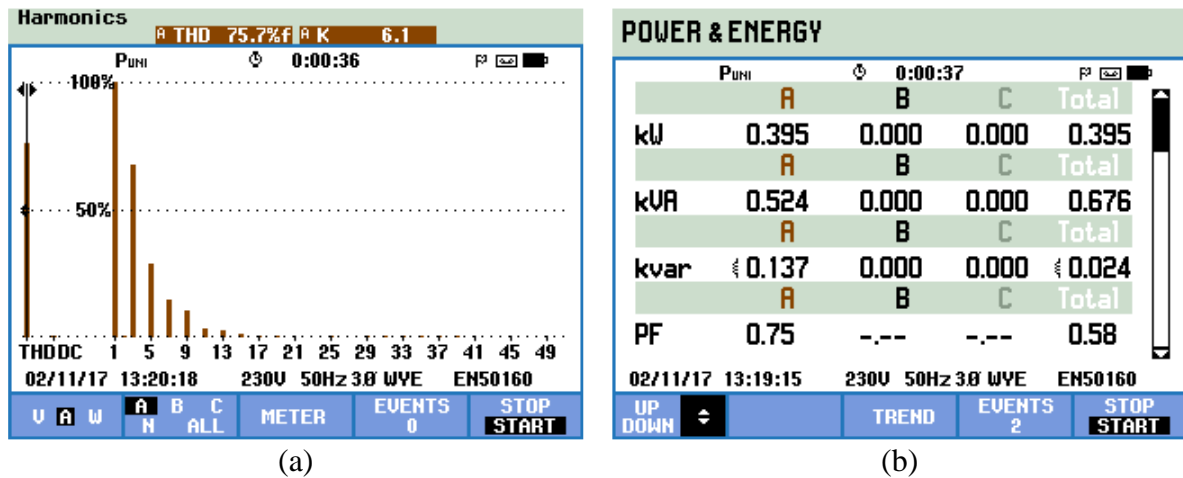 Harmonics
A THD 75.7%f A K 6.1
PUNI 0:00:36
100%
50%
THD DC 1 5 9 13 17 21 25 29 33 37 41 45 49
02/11/17 13:20:18 230V 50Hz 3Ø WYE EN50160
V A W A B C N ALL METER EVENTS 0 STOP START
(a)
POWER & ENERGY
PUNI 0:00:37
A B C Total
kW 0.395 0.000 0.000 0.395
A B C Total
kVA 0.524 0.000 0.000 0.676
A B C Total
kvar 0.137 0.000 0.000 0.024
A B C Total
PF 0.75 -.-- -.-- 0.58
02/11/17 13:19:15 230V 50Hz 3Ø WYE EN50160
UP DOWN TREND EVENTS 2 STOP START
(b)